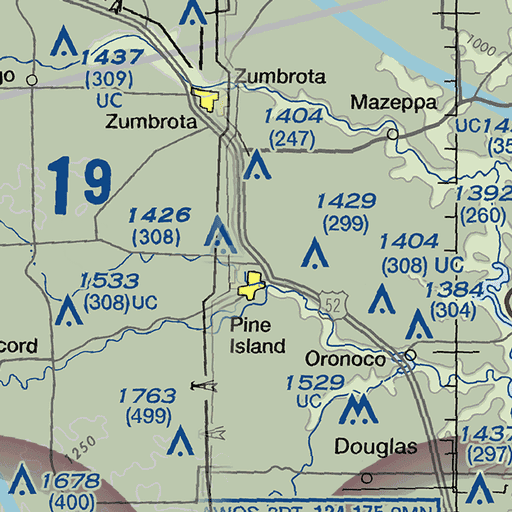 1437
(309)
UC
go
Zumbrota
Zumbrota
1404
(247)
Mazeppa
1000
UC
19
1426
(308)
1429
(299)
1392
(260)
1404
(308) UC
1384
(304)
1533
(308) UC
52
Pine
Island
cord
Oronoco
1763
(499)
1529
UC
1250
Douglas
1437
(297)
1678
(400)